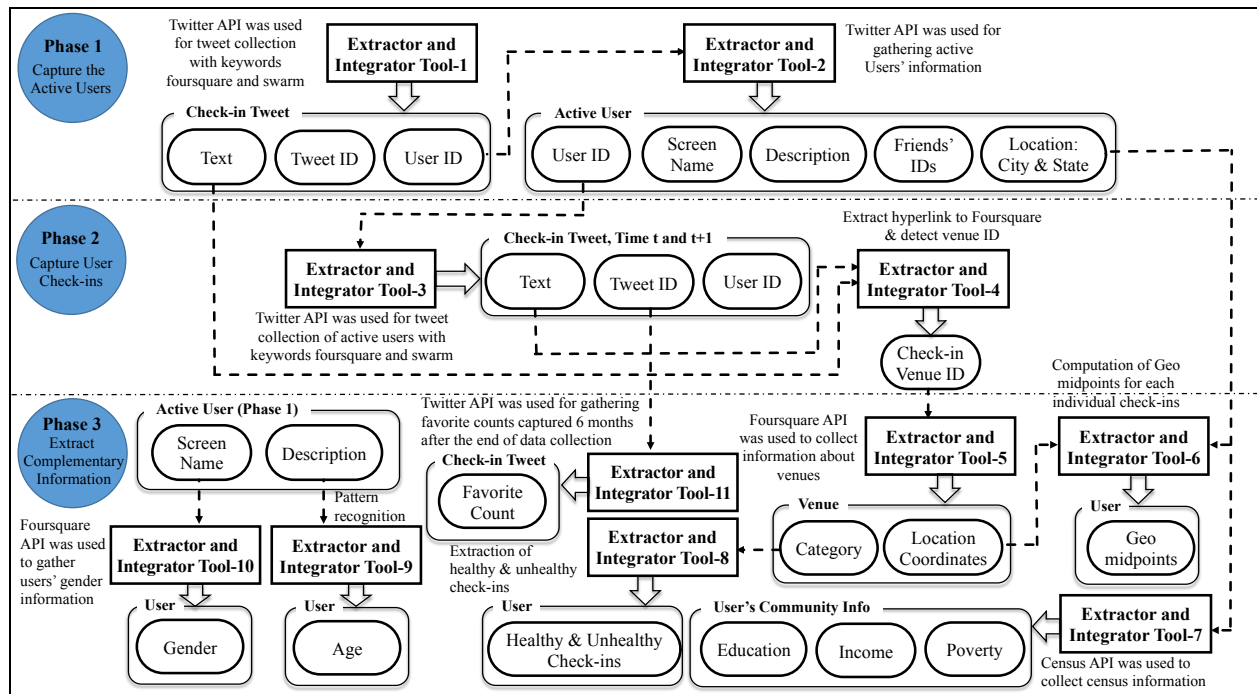 Phase 1
Capture the
Active Users
Twitter API was used
for tweet collection
with keywords
foursquare and swarm
Extractor and
Integrator Tool-1
Extractor and
Integrator Tool-2
Twitter API was used for
gathering active
Users' information
Check-in Tweet
Text
Tweet ID
User ID
Active User
User ID
Screen
Name
Description
Friends'
IDs
Location:
City & State
Phase 2
Capture User
Check-ins
Extractor and
Integrator Tool-3
Twitter API was used for tweet
collection of active users with
keywords foursquare and swarm
Check-in Tweet, Time t and t+1
Text
Tweet ID
User ID
Extract hyperlink to Foursquare
& detect venue ID
Extractor and
Integrator Tool-4
Check-in
Venue ID
Phase 3
Extract
Complementary
Information
Active User (Phase 1)
Screen
Name
Description
Pattern
recognition
Foursquare
API was used
to gather
users' gender
information
Extractor and
Integrator Tool-10
Extractor and
Integrator Tool-9
User
Gender
User
Age
Twitter API was used for gathering
favorite counts captured 6 months
after the end of data collection
Check-in Tweet
Favorite
Count
Extractor and
Integrator Tool-11
Extraction of
healthy & unhealthy
check-ins
Extractor and
Integrator Tool-8
User
Healthy & Unhealthy
Check-ins
Foursquare API
was used to collect
information about
venues
Extractor and
Integrator Tool-5
Venue
Category
Location
Coordinates
Computation of Geo
midpoints for each
individual check-ins
Extractor and
Integrator Tool-6
User
Geo
midpoints
User's Community Info
Education
Income
Poverty
Extractor and
Integrator Tool-7
Census API was used to
collect census information